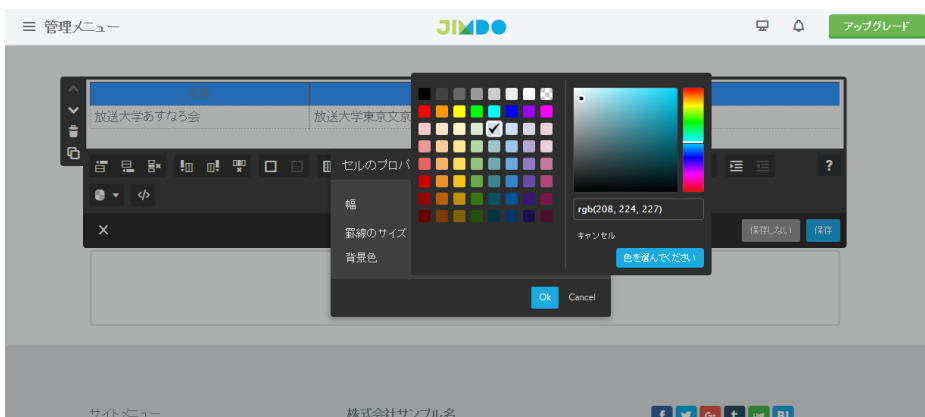 管理メニュー
JIMDO
アップグレード
名称
放送大学あすなろ会
放送大学東京文京
セルのプロパ
?
幅
rgb(208, 224, 227)
罫線のサイズ
キャンセル
保存しない
保存
背景色
色を選んでください
Ok
Cancel
サイトメニュー
株式会社サンプル名
f
G+
t
LINE
B!